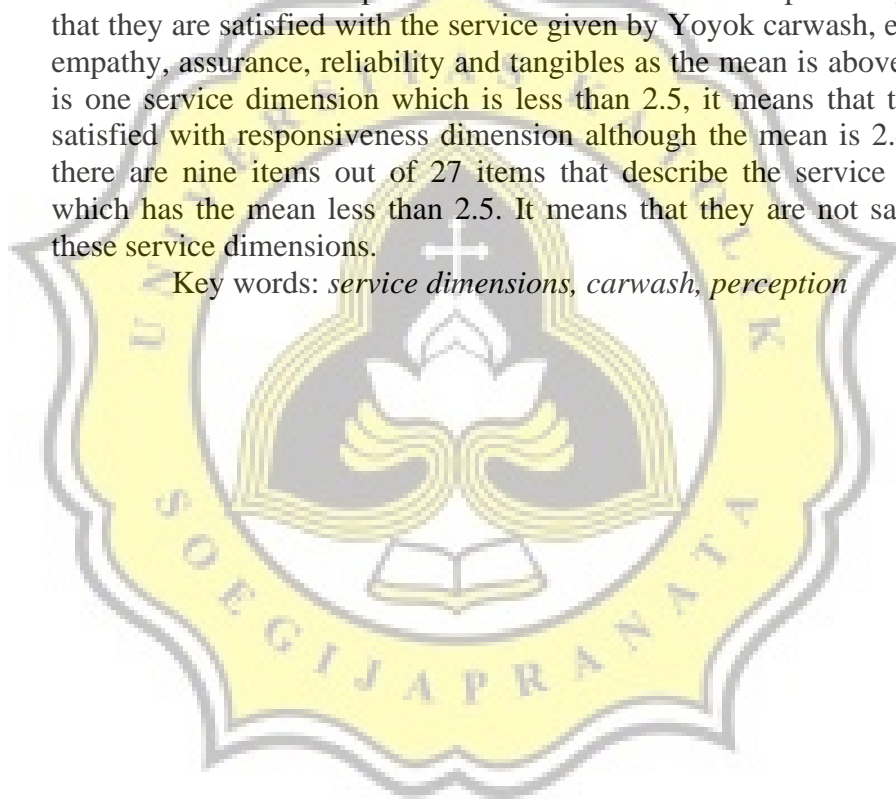 that they are satisfied with the service given by Yoyok carwash, e
empathy, assurance, reliability and tangibles as the mean is above
is one service dimension which is less than 2.5, it means that t
satisfied with responsiveness dimension although the mean is 2.
there are nine items out of 27 items that describe the service
which has the mean less than 2.5. It means that they are not sa
these service dimensions.
Key words: service dimensions, carwash, perception
UNIVERSITAS KATOLIK
SOEGIJAPRANATA